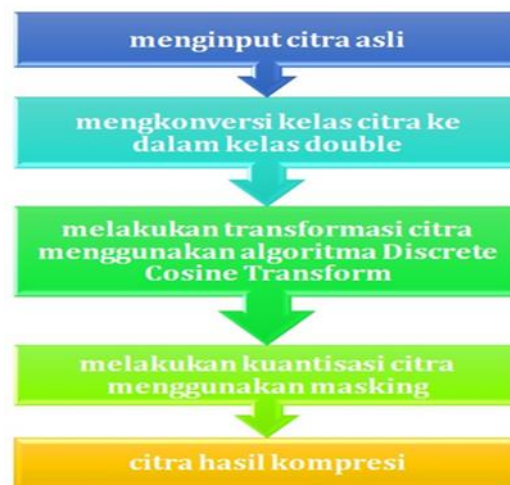 menginput citra asli
mengkonversi kelas citra ke
dalam kelas double
melakukan transformasi citra
menggunakan algoritma Discrete
Cosine Transform
melakukan kuantisasi citra
menggunakan masking
citra hasil kompresi